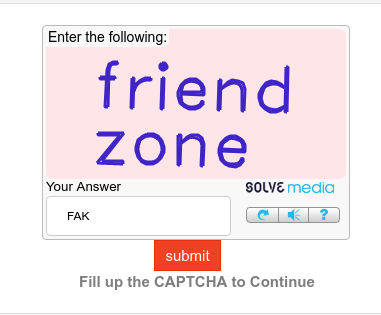 Enter the following:
friend
zone
Your Answer
SOLVE media
FAK
?
submit
Fill up the CAPTCHA to Continue